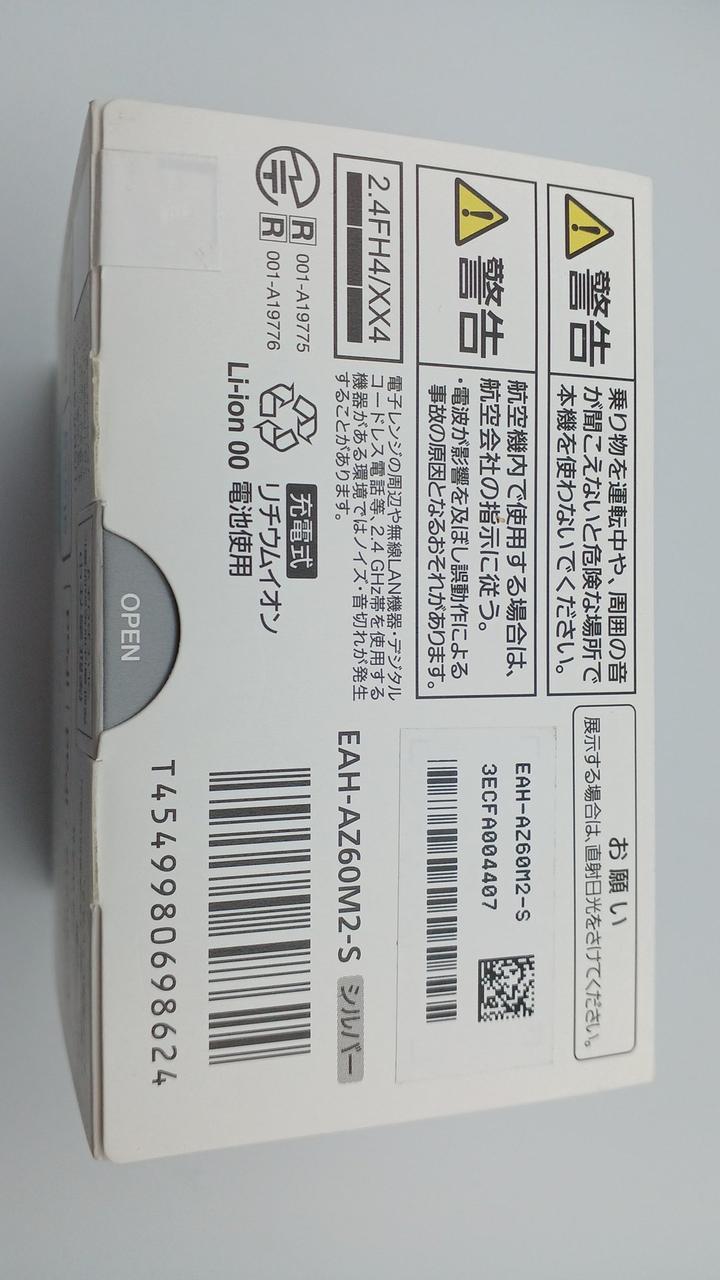 警告
乗り物を運転中や、周囲の音
が聞こえないと危険な場所で
本機を使わないでください。
警告
航空機内で使用する場合は、
航空会社の指示に従う。
・電波が影響を及ぼし誤動作による
事故の原因となるおそれがあります。
2.4FH4/XX4
電子レンジの周辺や無線LAN機器・デジタル
コードレス電話等、2.4 GHz帯を使用する
機器がある環境ではノイズ・音切れが発生
することがあります。
R 001-A19775
R 001-A19776
充電式
リチウムイオン
電池使用
Li-ion 00
OPEN
お願い
展示する場合は、直射日光をさけてください。
EAH-AZ60M2-S
3ECFA004407
EAH-AZ60M2-S シルバー
T4549980698624